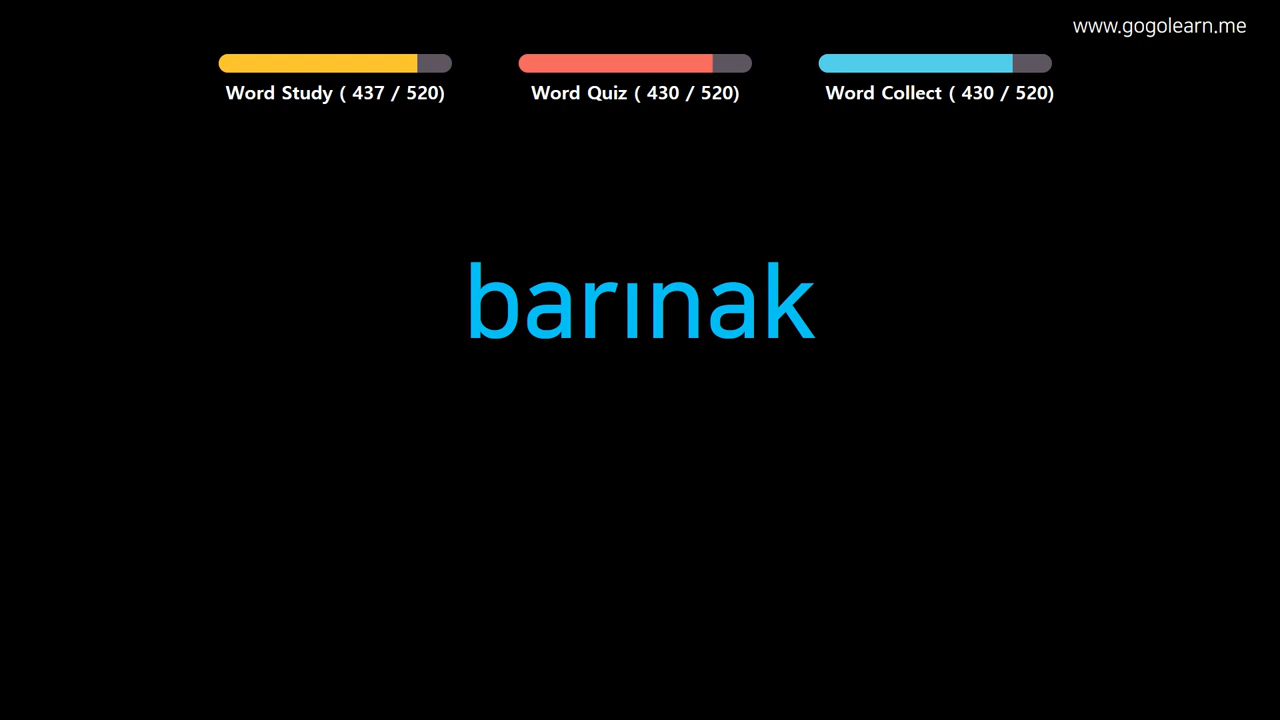 www.gogolearn.me
Word Study ( 437 / 520)
Word Quiz ( 430 / 520)
Word Collect ( 430 / 520)
barınak